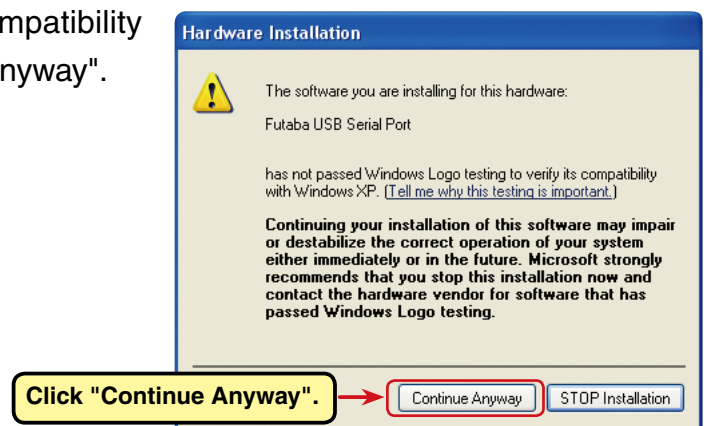 mpatibility
nyway".
Hardware Installation
The software you are installing for this hardware:
Futaba USB Serial Port
has not passed Windows Logo testing to verify its compatibility
with Windows XP. (Tell me why this testing is important.)
Continuing your installation of this software may impair
or destabilize the correct operation of your system
either immediately or in the future. Microsoft strongly
recommends that you stop this installation now and
contact the hardware vendor for software that has
passed Windows Logo testing.
Click "Continue Anyway".
Continue Anyway
STOP Installation